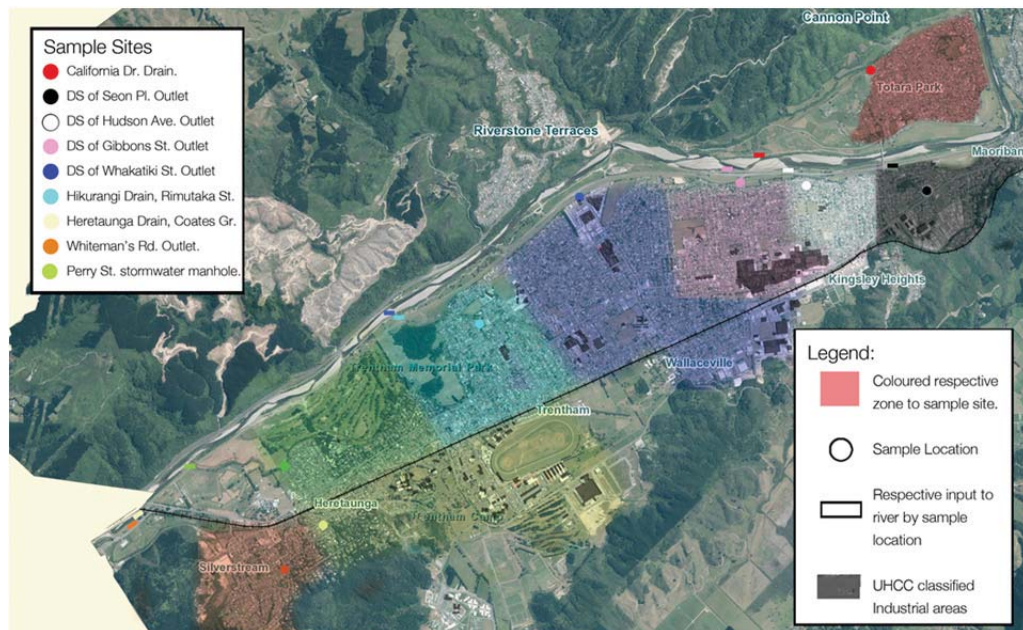 Cannon Point
Sample Sites
California Dr. Drain.
DS of Seon Pl. Outlet
DS of Hudson Ave. Outlet
DS of Gibbons St. Outlet
DS of Whakatiki St. Outlet
Hikurangi Drain, Rimutaka St.
Heretaunga Drain, Coates Gr.
Whiteman's Rd. Outlet.
Perry St. stormwater manhole.
Totara Park
Riverstone Terraces
Maoriban
Kingsley Heights
Wallaceville
Trentham Memorial Park
Trentham
Heretaunga
Trentham Camp
Silverstream
Legend:
Coloured respective
zone to sample site.
Sample Location
Respective input to
river by sample
location
UHCC classified
Industrial areas